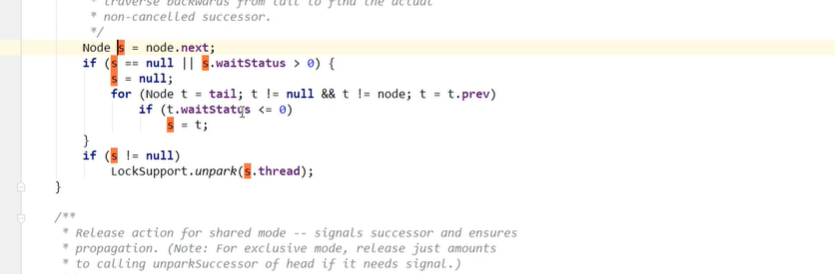 * traverse backwards from tail to find the actual
* non-cancelled successor.
*/
Node s = node.next;
if (s == null || s.waitStatus > 0) {
s = null;
for (Node t = tail; t != null && t != node; t = t.prev)
if (t.waitStatus <= 0)
s = t;
}
if (s != null)
LockSupport.unpark(s.thread);
}
/**
* Release action for shared mode -- signals successor and ensures
* propagation. (Note: For exclusive mode, release just amounts
* to calling unparkSuccessor of head if it needs signal.)